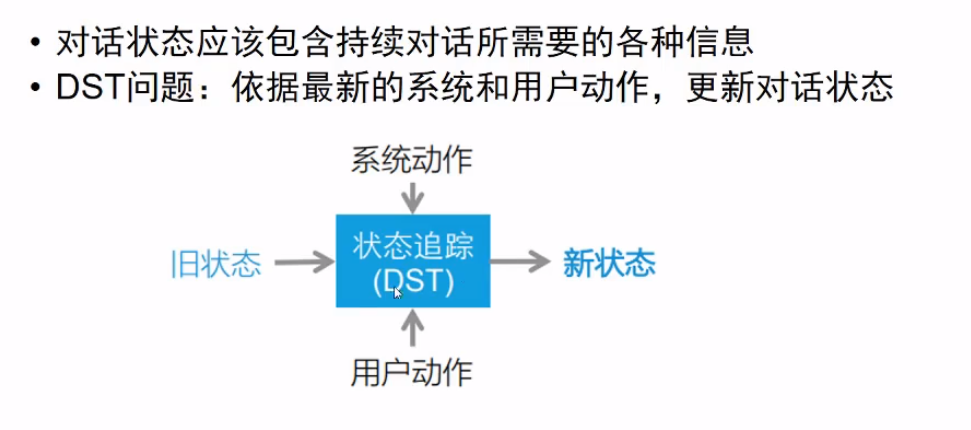 • 对话状态应该包含持续对话所需要的各种信息
• DST问题：依据最新的系统和用户动作，更新对话状态
系统动作
旧状态
状态追踪
(DST)
新状态
用户动作